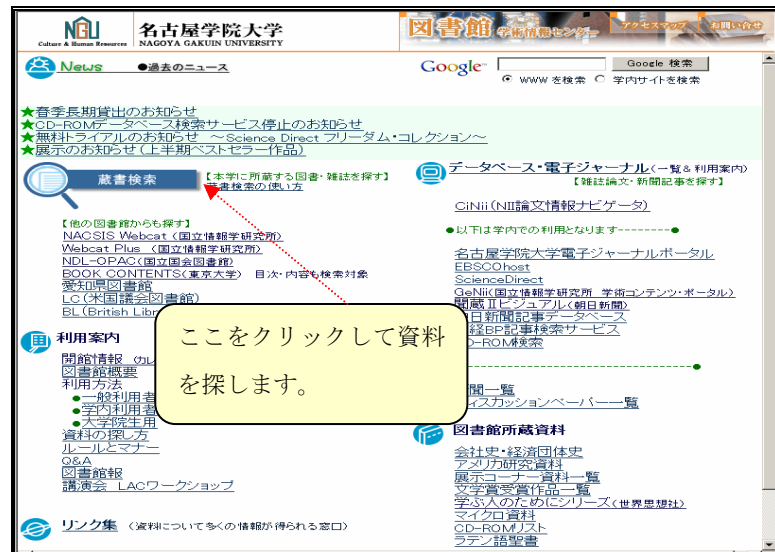 NGU
Culture & Human Resources
名古屋学院大学
NAGOYA GAKUIN UNIVERSITY
図書館 学術情報センター
アクセスマップ
お問い合せ
News ●過去のニュース
Google Google 検索
WWW を検索 学内サイトを検索
★春季長期貸出のお知らせ
★CD-ROMデータベース検索サービス停止のお知らせ
★無料トライアルのお知らせ ～Science Direct フリーダム・コレクション～
★展示のお知らせ(上半期ベストセラー作品)
蔵書検索
【本学に所蔵する図書・雑誌を探す】
蔵書検索の使い方
【他の図書館からも探す】
NACSIS Webcat (国立情報学研究所)
Webcat Plus (国立情報学研究所)
NDL-OPAC(国立国会図書館)
BOOK CONTENTS(東京大学) 目次・内容も検索対象
愛知県図書館
LC(米国議会図書館)
BL(British Libr
ここをクリックして資料
を探します。
利用案内
開館情報
図書館概要
利用方法
●一般利用者
●学内利用者
●大学院生用
資料の探し方
ルールとマナー
Q&A
図書館報
講演会 LACワークショップ
リンク集 (資料について多くの情報が得られる窓口)
データベース・電子ジャーナル(一覧& 利用案内)
【雑誌論文・新聞記事を探す】
CiNii(NII論文情報ナビゲータ)
●以下は学内での利用となります--------●
名古屋学院大学電子ジャーナルポータル
EBSCOhost
ScienceDirect
GeNii(国立情報学研究所 学術コンテンツ・ポータル)
聞蔵Ⅱビジュアル(朝日新聞)
日新聞記事データベース
経BP記事検索サービス
D-ROM検索
聞一覧
ィスカッションペーパー一覧
図書館所蔵資料
会社史・経済団体史
アメリカ研究資料
展示コーナー資料一覧
文学賞受賞作品一覧
学ぶ人のためにシリーズ(世界思想社)
マイクロ資料
CD-ROMリスト
ラテン語聖書